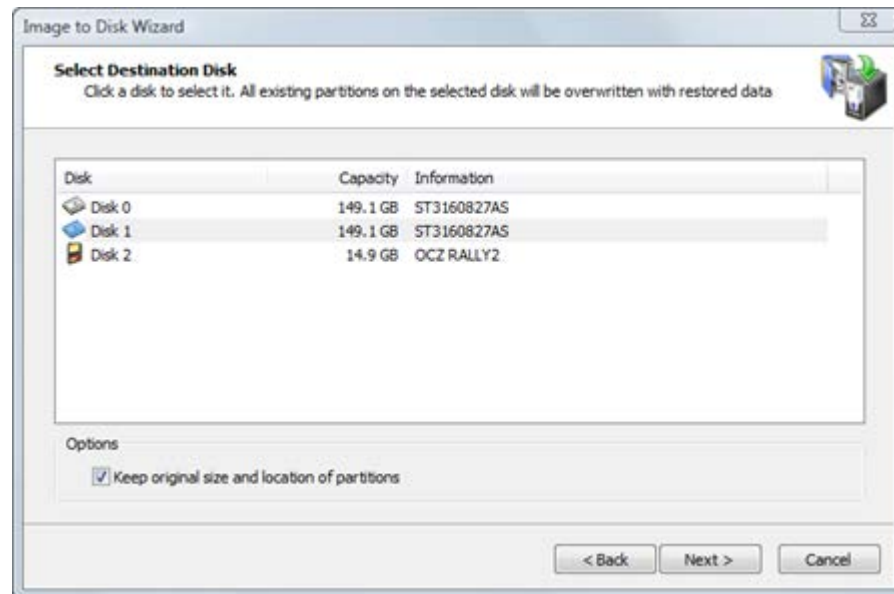 Image to Disk Wizard
Select Destination Disk
Click a disk to select it. All existing partitions on the selected disk will be overwritten with restored data
Disk Capacity Information
Disk 0 149.1 GB ST3160827AS
Disk 1 149.1 GB ST3160827AS
Disk 2 14.9 GB OCZ RALLY2
Options
Keep original size and location of partitions
< Back Next > Cancel